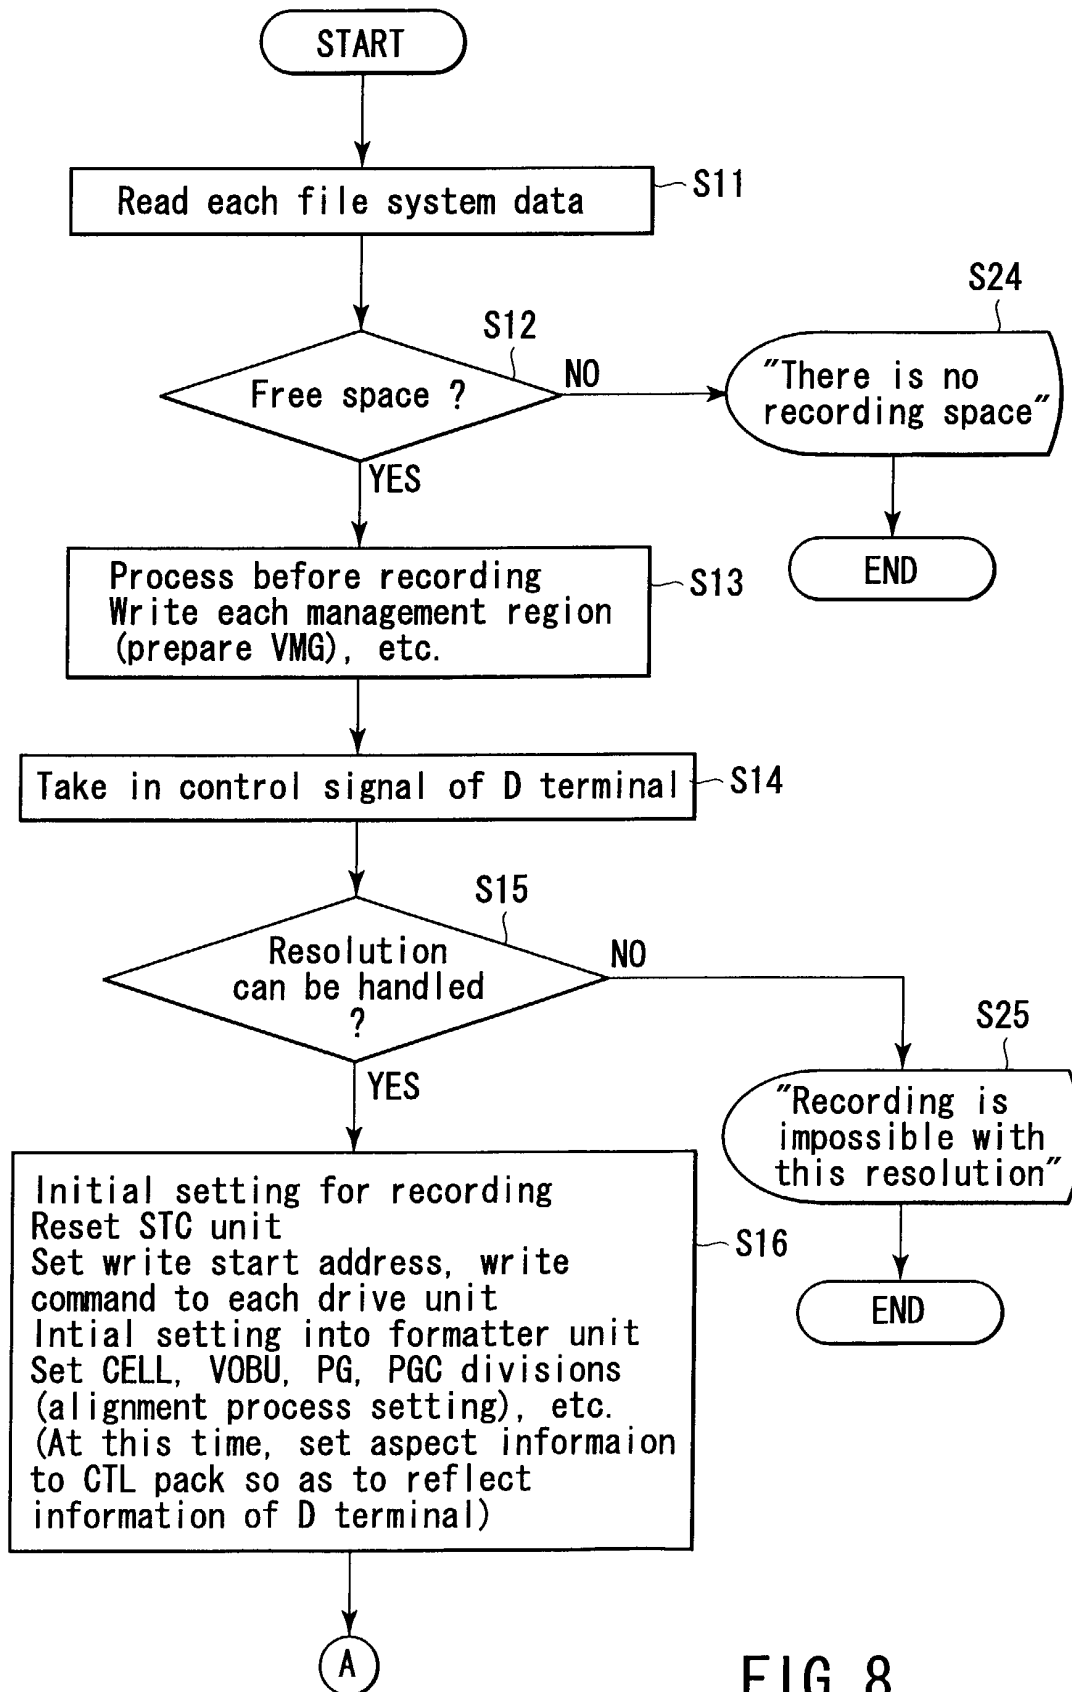 START
Read each file system data
S11
Free space ?
S12
NO
"There is no
recording space"
S24
END
YES
Process before recording
Write each management region
(prepare VMG), etc.
S13
Take in control signal of D terminal
S14
Resolution
can be handled
?
S15
NO
"Recording is
impossible with
this resolution"
S25
END
YES
Initial setting for recording
Reset STC unit
Set write start address, write
command to each drive unit
Intial setting into formatter unit
Set CELL, VOBU, PG, PGC divisions
(alignment process setting), etc.
(At this time, set aspect informaion
to CTL pack so as to reflect
information of D terminal)
S16
A
FIG. 8